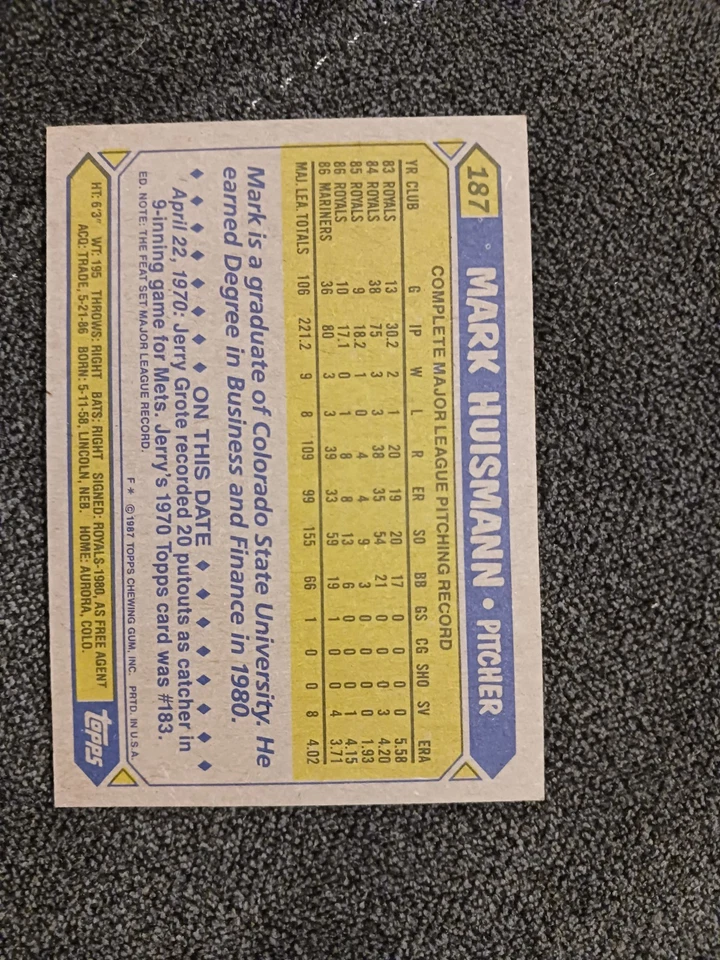 187 MARK HUISMANN • PITCHER
COMPLETE MAJOR LEAGUE PITCHING RECORD
YR CLUB G IP W L R ER SO BB GS CG SHO SV ERA
83 ROYALS 13 30.2 2 1 20 19 20 17 0 0 0 0 5.58
84 ROYALS 38 75 3 3 38 35 54 21 0 0 0 3 4.20
85 ROYALS 9 18.2 1 0 4 4 9 3 0 0 0 0 1.93
86 ROYALS 10 17.1 0 1 8 8 13 6 0 0 0 1 4.15
86 MARINERS 36 80 3 3 39 33 59 19 1 0 0 4 3.71
MAJ. LEA. TOTALS 106 221.2 9 8 109 99 155 66 1 0 0 8 4.02
Mark is a graduate of Colorado State University. He
earned Degree in Business and Finance in 1980.
♦ ♦ ♦ ♦ ♦ ♦ ON THIS DATE ♦ ♦ ♦ ♦ ♦ ♦
April 22, 1970: Jerry Grote recorded 20 putouts as catcher in
9-inning game for Mets. Jerry's 1970 Topps card was #183.
ED. NOTE: THE FEAT SET MAJOR LEAGUE RECORD.
F* ©1987 TOPPS CHEWING GUM, INC. PRTD. IN U.S.A.
HT: 6'3" WT: 195 THROWS: RIGHT BATS: RIGHT SIGNED: ROYALS-1980, AS FREE AGENT
ACQ: TRADE, 5-21-86 BORN: 5-11-58, LINCOLN, NEB. HOME: AURORA, COLO.
topps